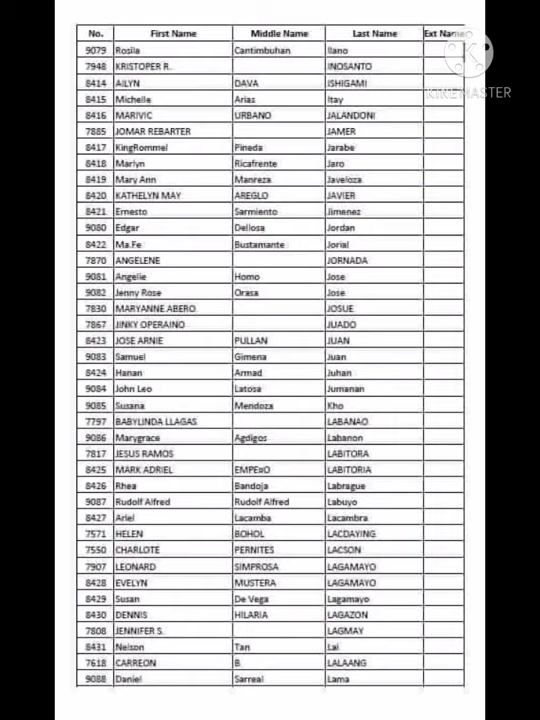 No. First Name Middle Name Last Name Ext Name
KINEMASTER
9079 Rosila Cantimbuhan Ilano
7948 KRISTOPER R. INOSANTO
8414 AILYN DAVA ISHIGAMI
8415 Michelle Arias Itay
8416 MARIVIC URBANO JALANDONI
7885 JOMAR REBARTER JAMER
8417 KingRommel Pineda Jarabe
8418 Marlyn Ricafrente Jaro
8419 Mary Ann Manreza Javeloza
8420 KATHELYN MAY AREGLO JAVIER
8421 Ernesto Sarmiento Jimenez
9080 Edgar Dellosa Jordan
8422 Ma.Fe Bustamante Jorial
7870 ANGELENE JORNADA
9081 Angelie Homo Jose
9082 Jenny Rose Orasa Jose
7830 MARYANNE ABERO JOSUE
7867 JINKY OPERAINO JUADO
8423 JOSE ARNIE PULLAN JUAN
9083 Samuel Gimena Juan
8424 Hanan Armad Juhan
9084 John Leo Latosa Jumanan
9085 Susana Mendoza Kho
7797 BABYLINDA LLAGAS LABANAO
9086 Marygrace Agdigos Labanon
7817 JESUS RAMOS LABITORA
8425 MARK ADRIEL EMPE¤O LABITORIA
8426 Rhea Bandoja Labrague
9087 Rudolf Alfred Rudolf Alfred Labuyo
8427 Ariel Lacamba Lacambra
7571 HELEN BOHOL LACDAYING
7550 CHARLOTE PERNITES LACSON
7907 LEONARD SIMPROSA LAGAMAYO
8428 EVELYN MUSTERA LAGAMAYO
8429 Susan De Vega Lagamayo
8430 DENNIS HILARIA LAGAZON
7808 JENNIFER S. LAGMAY
8431 Nelson Tan Lai
7618 CARREON B LALAANG
9088 Daniel Sarreal Lama